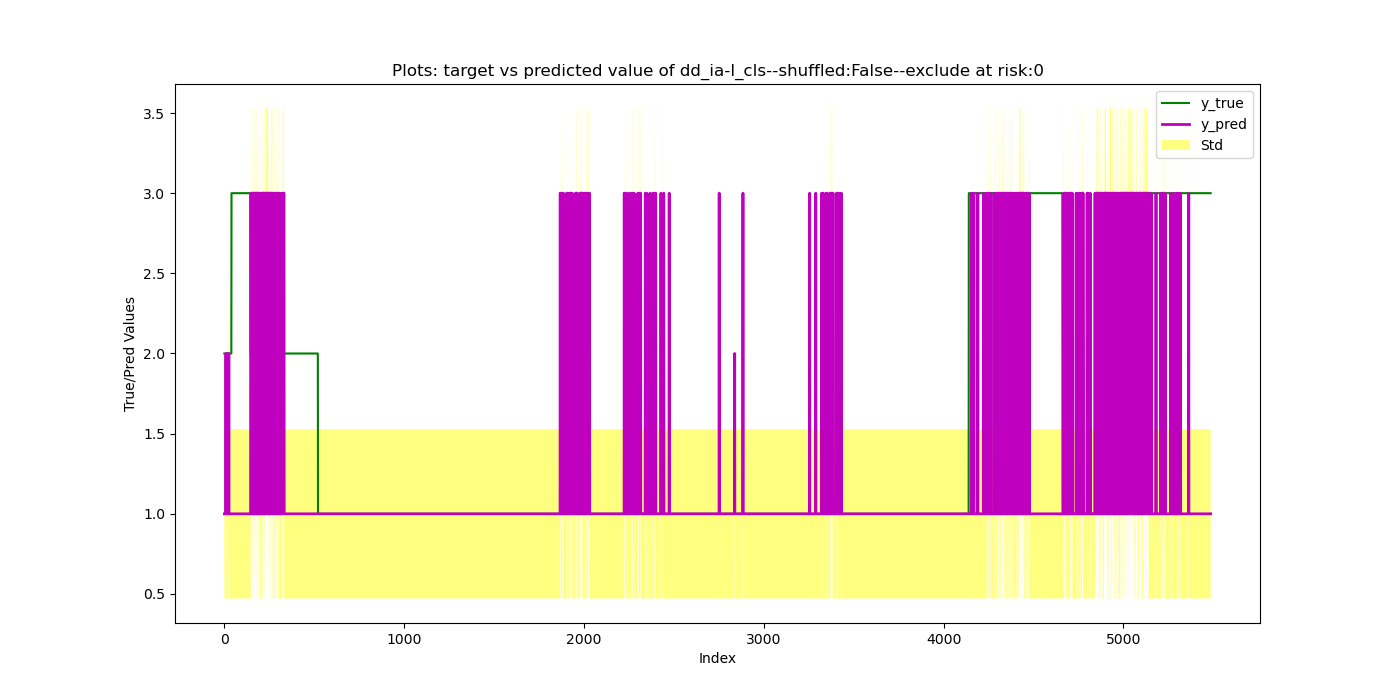 Plots: target vs predicted value of dd_ia-l_cls--shuffled:False--exclude at risk:0
y_true
y_pred
Std
True/Pred Values
3.5
3.0
2.5
2.0
1.5
1.0
0.5
0
1000
2000
3000
4000
5000
Index